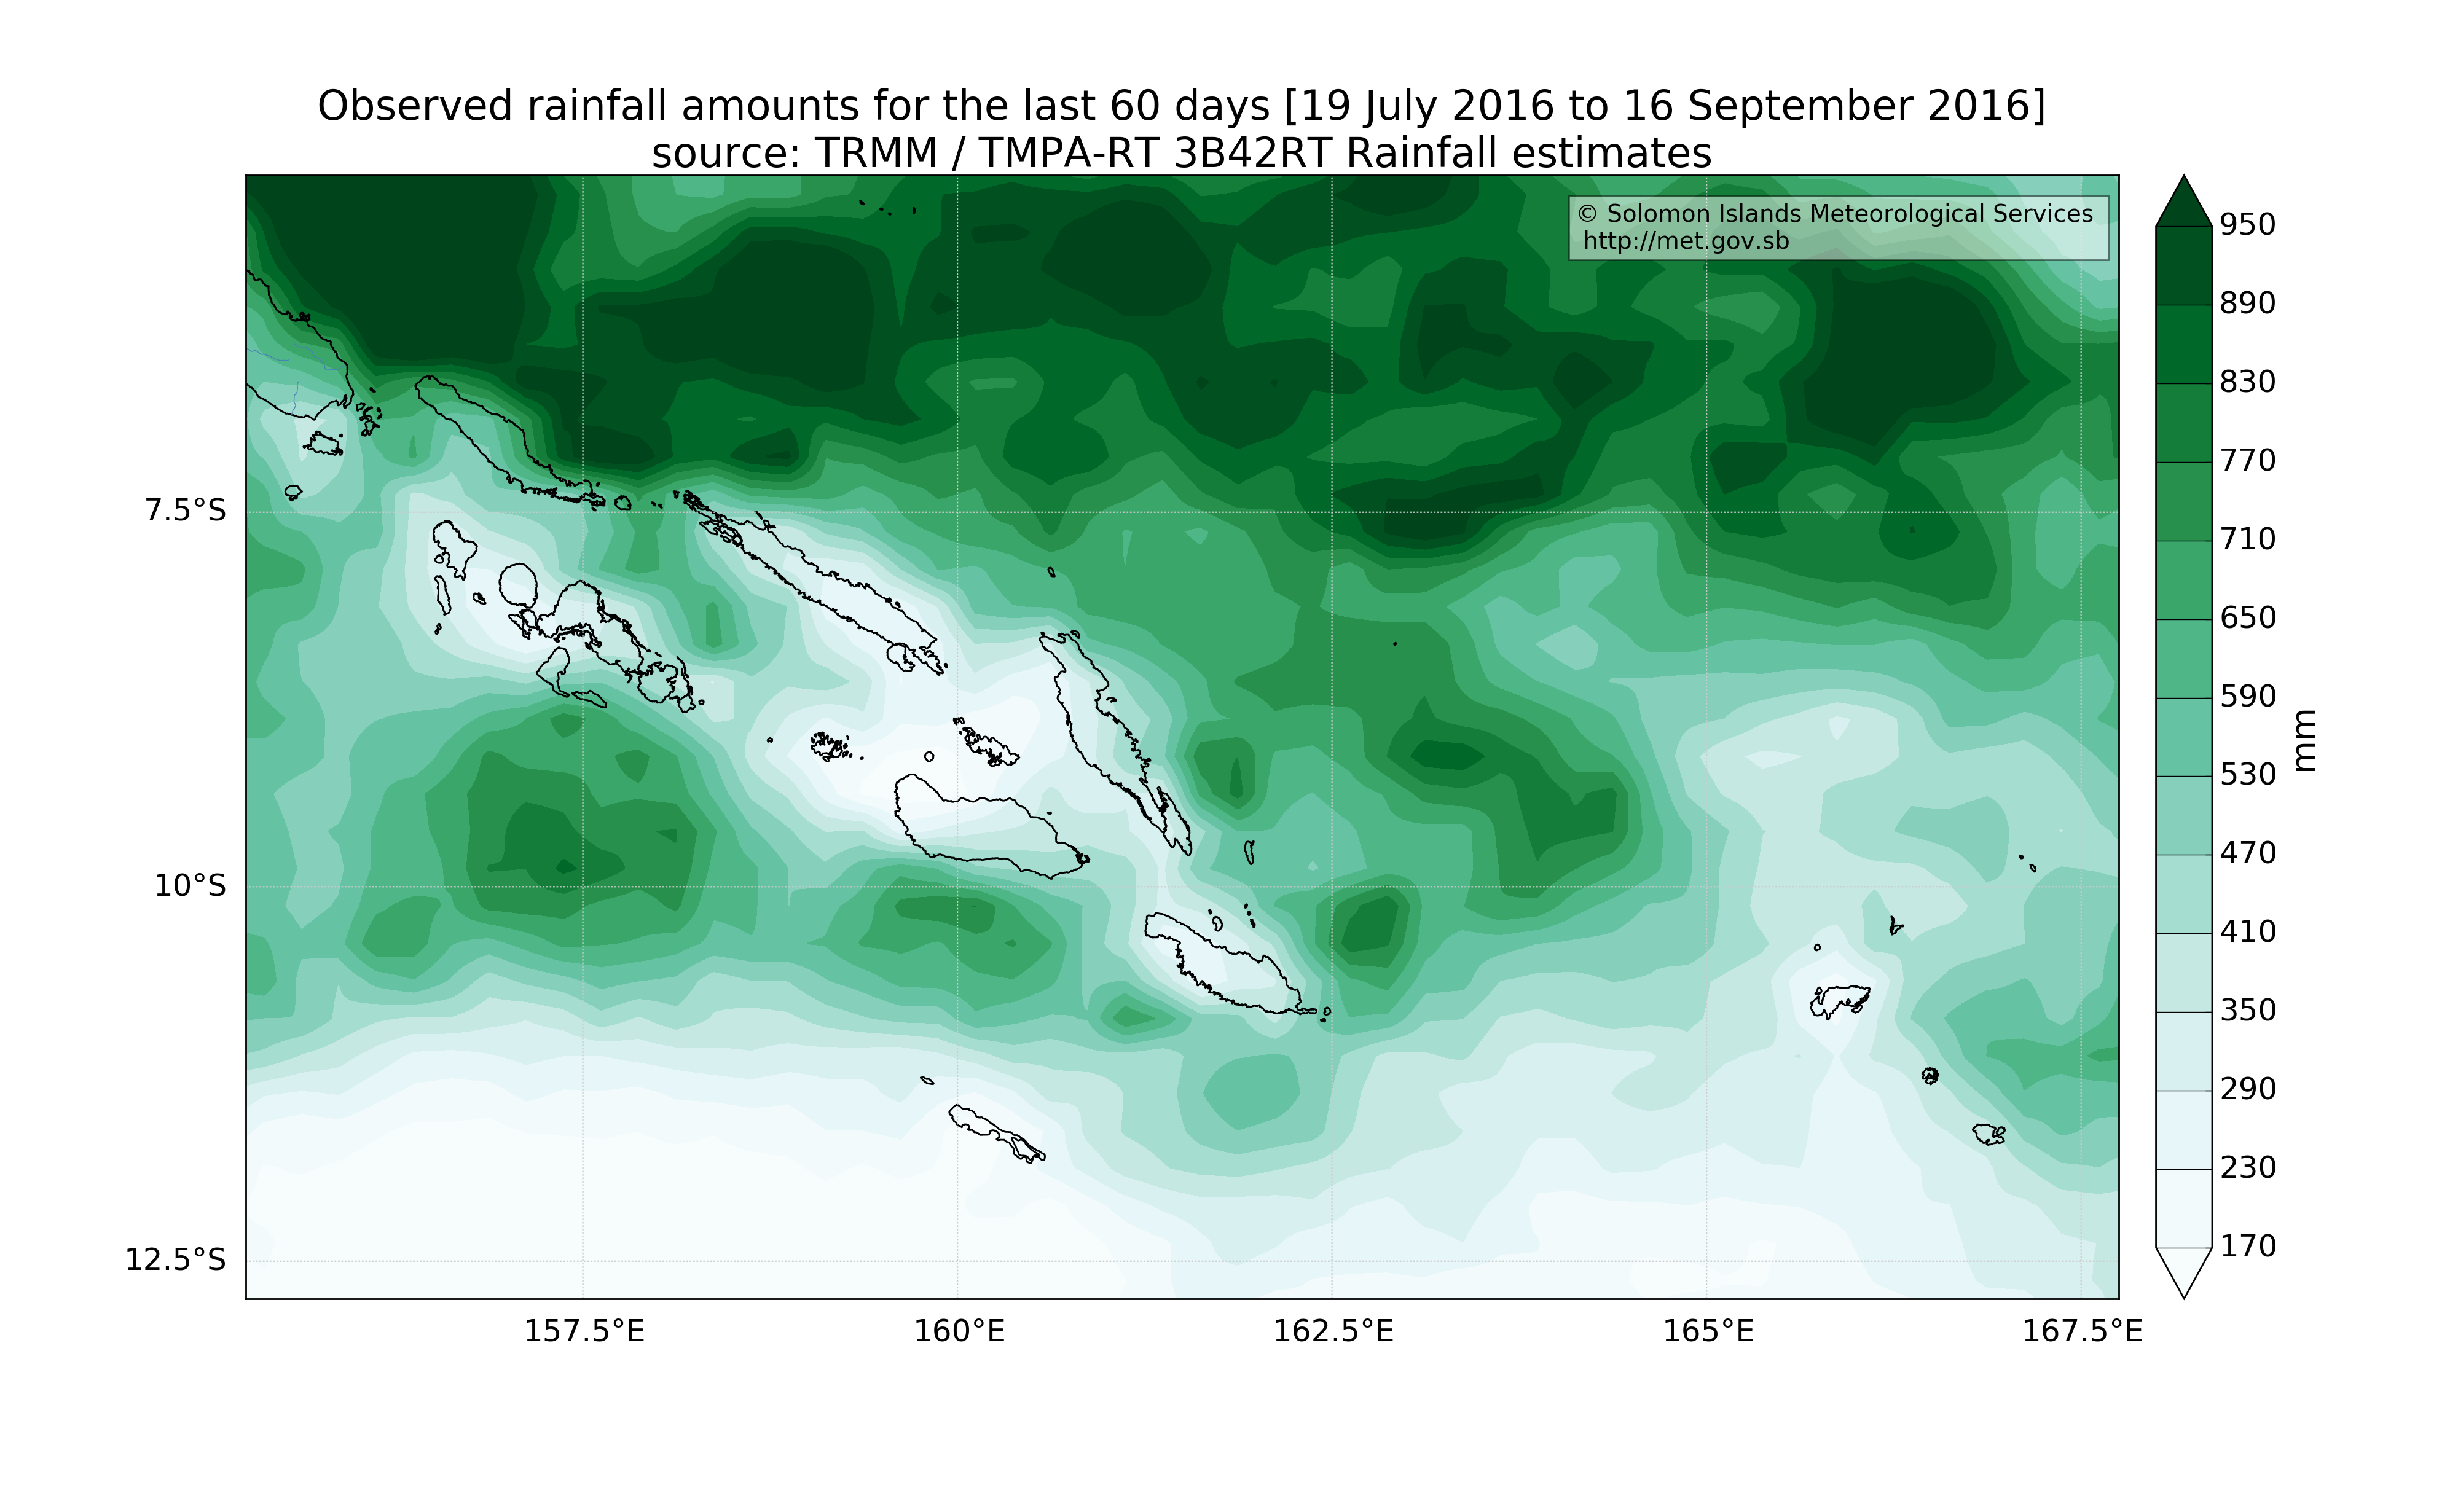 Observed rainfall amounts for the last 60 days [19 July 2016 to 16 September 2016]
source: TRMM / TMPA-RT 3B42RT Rainfall estimates
© Solomon Islands Meteorological Services
http://met.gov.sb
7.5°S
10°S
12.5°S
157.5°E
160°E
162.5°E
165°E
167.5°E
950
890
830
770
710
650
590
530
470
410
350
290
230
170
mm